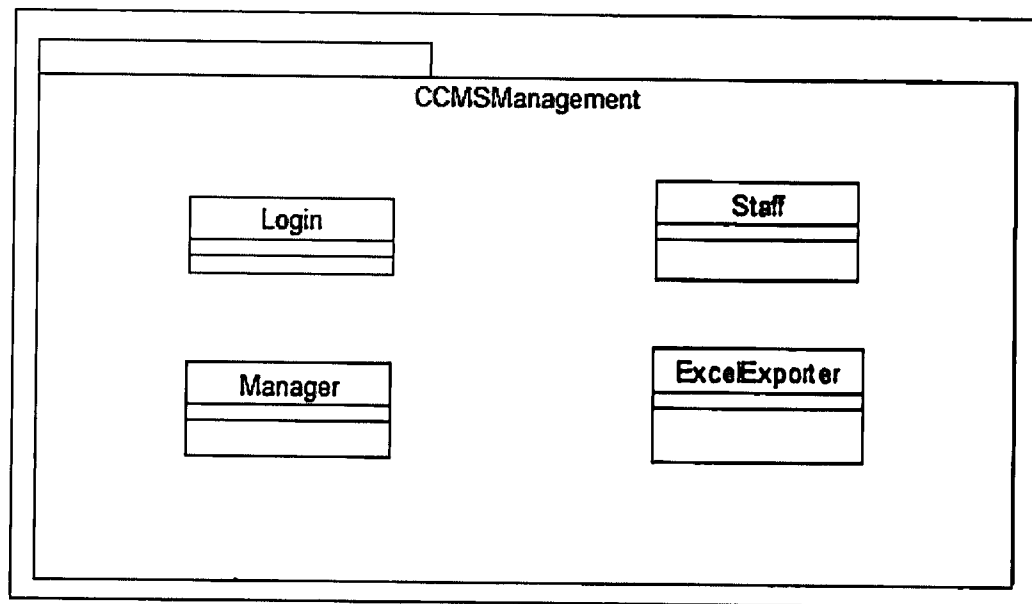 CCMSManagement
Login
Staff
Manager
ExcelExporter